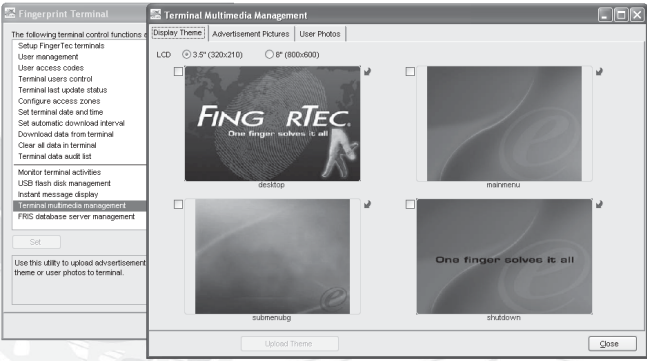 Fingerprint Terminal
The following terminal control functions
Setup FingerTec terminals
User management
User access codes
Terminal users control
Terminal last update status
Configure access zones
Set terminal date and time
Set automatic download interval
Download data from terminal
Clear all data in terminal
Terminal data audit list
Monitor terminal activities
USB flash disk management
Instant message display
Terminal multimedia management
FRIS database server management
Set
Use this utility to upload advsertisement
theme or user photos to terminal.
Terminal Multimedia Management
Display Theme Advertisement Pictures User Photos
LCD 3.5" (320x210) 8" (800x600)
FING RTEC
One finger solves it all
desktop
mainmenu
submenubg
One finger solves it all
shutdown
Upload Theme
Close